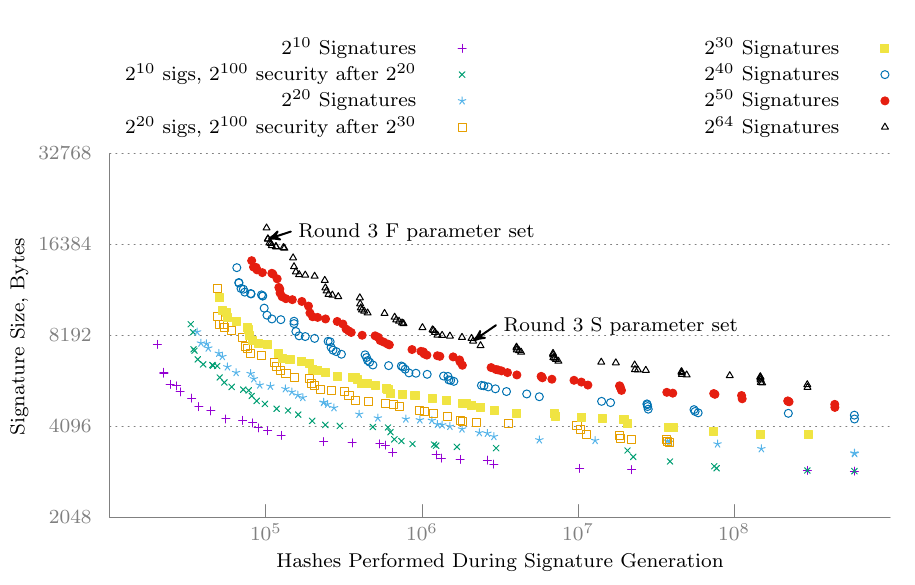 2^10 Signatures
2^10 sigs, 2^100 security after 2^20
2^20 Signatures
2^20 sigs, 2^100 security after 2^30
2^30 Signatures
2^40 Signatures
2^50 Signatures
2^64 Signatures
32768
16384
8192
4096
2048
Signature Size, Bytes
Round 3 F parameter set
Round 3 S parameter set
10^5
10^6
10^7
10^8
Hashes Performed During Signature Generation